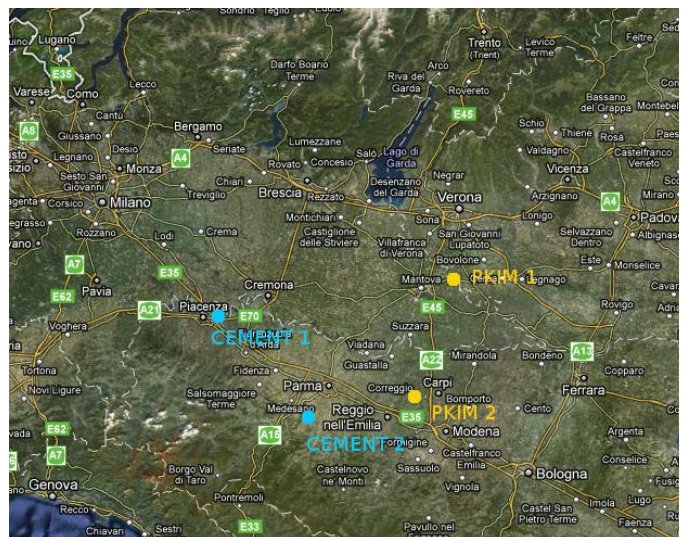 Sondrio
Teglio
Edolo
Lugano
Trento
(Trient)
Levico
Terme
Feltre
E35
Darfo Boario
Terme
Arco
Riva del
Garda
Rovereto
Varese
Como
Lecco
E45
Bassano
del Grappa
Montebel
Cantù
Bergamo
Schio
Thiene
Rosà
A8
Giussano
Seriate
Lumezzane
Lago di
Garda
Valdagno
Castelfranco
Veneto
Legnano
Desio
A4
Rovato
Concesio
Salò
Vicenza
Monza
Chiari
Brescia
Rezzato
Desenzano
del Garda
Negrar
Arzignano
Sesto San
Giovanni
Treviglio
Verona
A4
Corsico
Milano
Montichiari
Sona
Lonigo
Padova
Rozzano
Crema
Castiglione
delle Stiviere
Villafranca
di Verona
San Giovanni
Lupatoto
Selvazzano
Dentro
Albignas
Lodi
Bovolone
Este
Monselice
A7
E35
Mantova
PKIM 1
Legnago
Pavia
Cremona
E62
A21
Piacenza
E70
E45
Rovigo
Adria
Voghera
CEMENT 1
Suzzara
Viadana
A22
Mirandola
Bondeno
A13
Copparo
Tortona
Fidenza
Guastalla
Novi Ligure
Salsomaggiore
Terme
Parma
Correggio
Carpi
Ferrara
Bomporto
Medesano
Reggio
nell'Emilia
E35
PKIM 2
Cento
E62
A15
CEMENT 2
Modena
Argenta
A7
Sassuolo
Castelfranco
Emilia
Conselice
Borgo Val
di Taro
Castelnovo
ne' Monti
Vignola
Bologna
Genova
Pontremoli
Imola
Lugo
Recco
Castel San
Pietro Terme
Chiavari
Sestri
E33
Pavullo nel
Frignano
Faenza